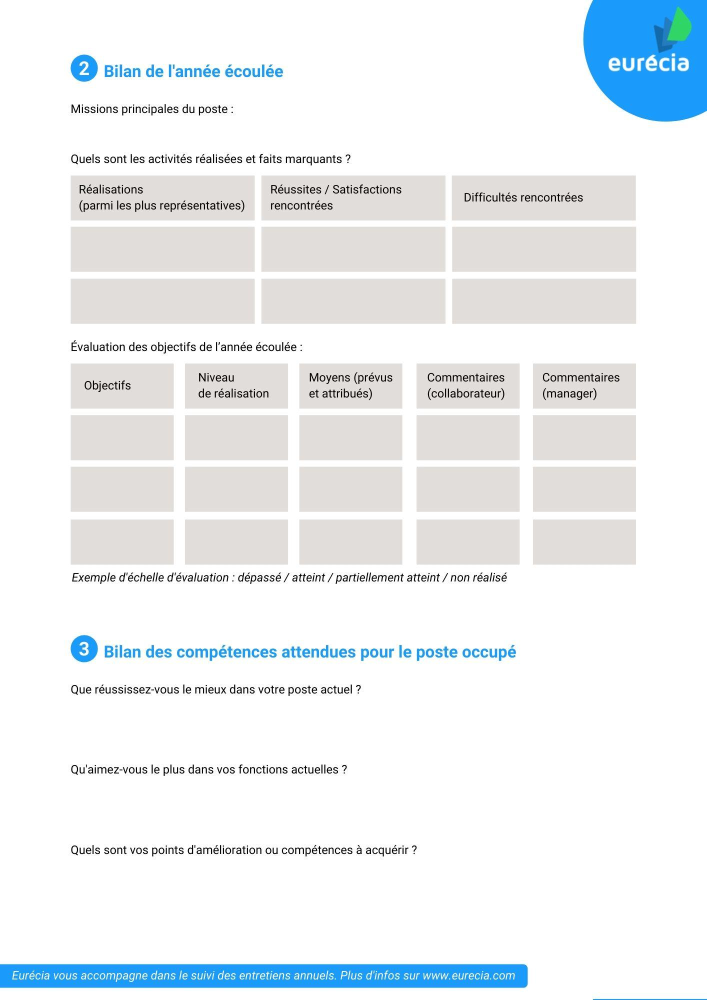 eurécia
2 Bilan de l'année écoulée
Missions principales du poste :
Quels sont les activités réalisées et faits marquants ?
Réalisations
(parmi les plus représentatives)
Réussites / Satisfactions
rencontrées
Difficultés rencontrées
Évaluation des objectifs de l’année écoulée :
Objectifs
Niveau
de réalisation
Moyens (prévus
et attribués)
Commentaires
(collaborateur)
Commentaires
(manager)
Exemple d'échelle d'évaluation : dépassé / atteint / partiellement atteint / non réalisé
3 Bilan des compétences attendues pour le poste occupé
Que réussissez-vous le mieux dans votre poste actuel ?
Qu'aimez-vous le plus dans vos fonctions actuelles ?
Quels sont vos points d'amélioration ou compétences à acquérir ?
Eurécia vous accompagne dans le suivi des entretiens annuels. Plus d'infos sur www.eurecia.com